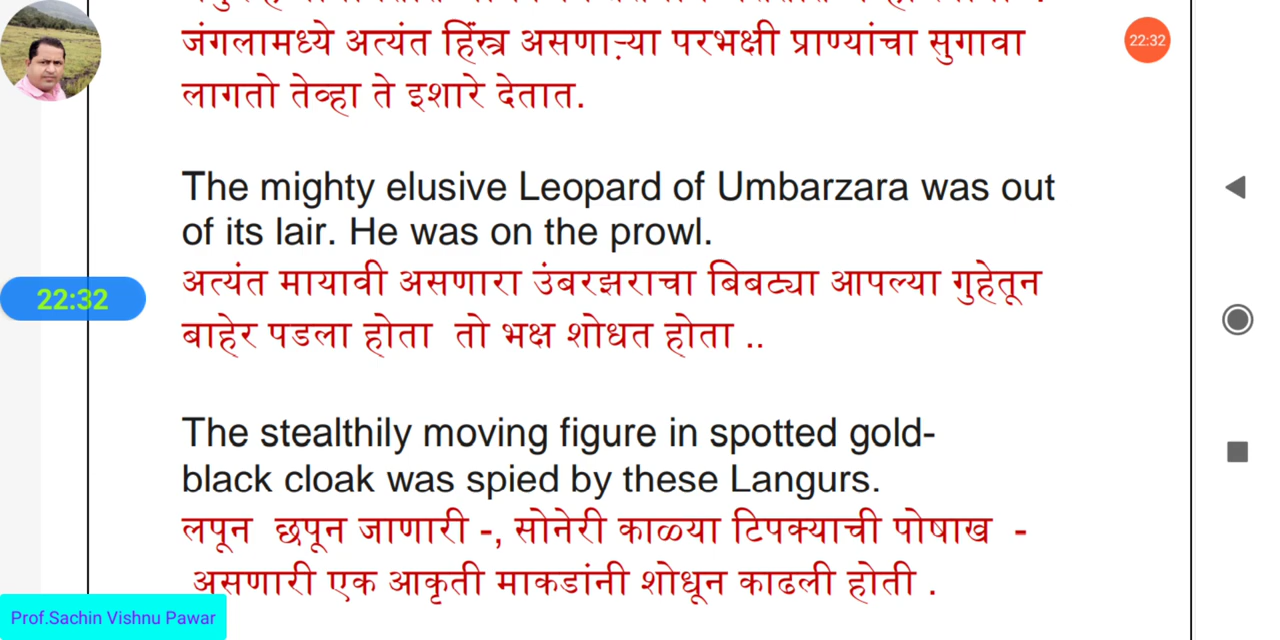 जंगलामध्ये अत्यंत हिंस्त्र असणाऱ्या परभक्षी प्राण्यांचा सुगावा
22:32
लागतो तेव्हा ते इशारे देतात.
The mighty elusive Leopard of Umbarzara was out
of its lair. He was on the prowl.
अत्यंत मायावी असणारा उंबरझराचा बिबट्या आपल्या गुहेतून
22:32
बाहेर पडला होता तो भक्ष शोधत होता ..
The stealthily moving figure in spotted gold-
black cloak was spied by these Langurs.
लपून छपून जाणारी -, सोनेरी काळ्या टिपक्याची पोषाख -
असणारी एक आकृती माकडांनी शोधून काढली होती .
Prof.Sachin Vishnu Pawar